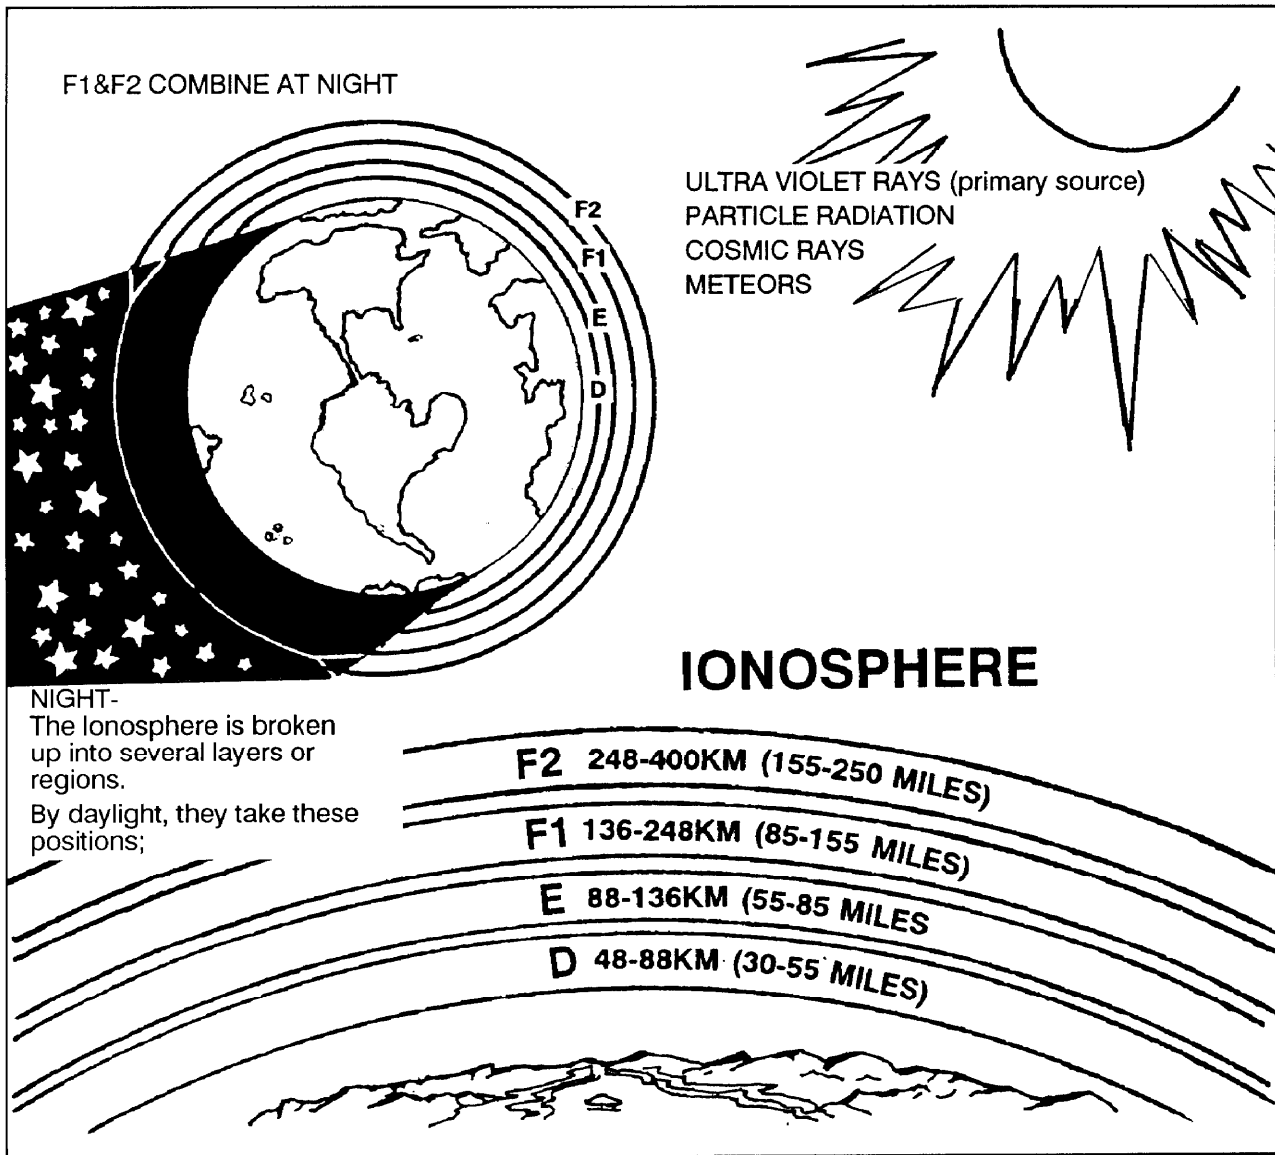 F1&F2 COMBINE AT NIGHT
F2
F1
E
D
ULTRA VIOLET RAYS (primary source)
PARTICLE RADIATION
COSMIC RAYS
METEORS
IONOSPHERE
NIGHT-
The Ionosphere is broken
up into several layers or
regions.
By daylight, they take these
positions;
F2 248-400KM (155-250 MILES)
F1 136-248KM (85-155 MILES)
E 88-136KM (55-85 MILES
D 48-88KM (30-55 MILES)